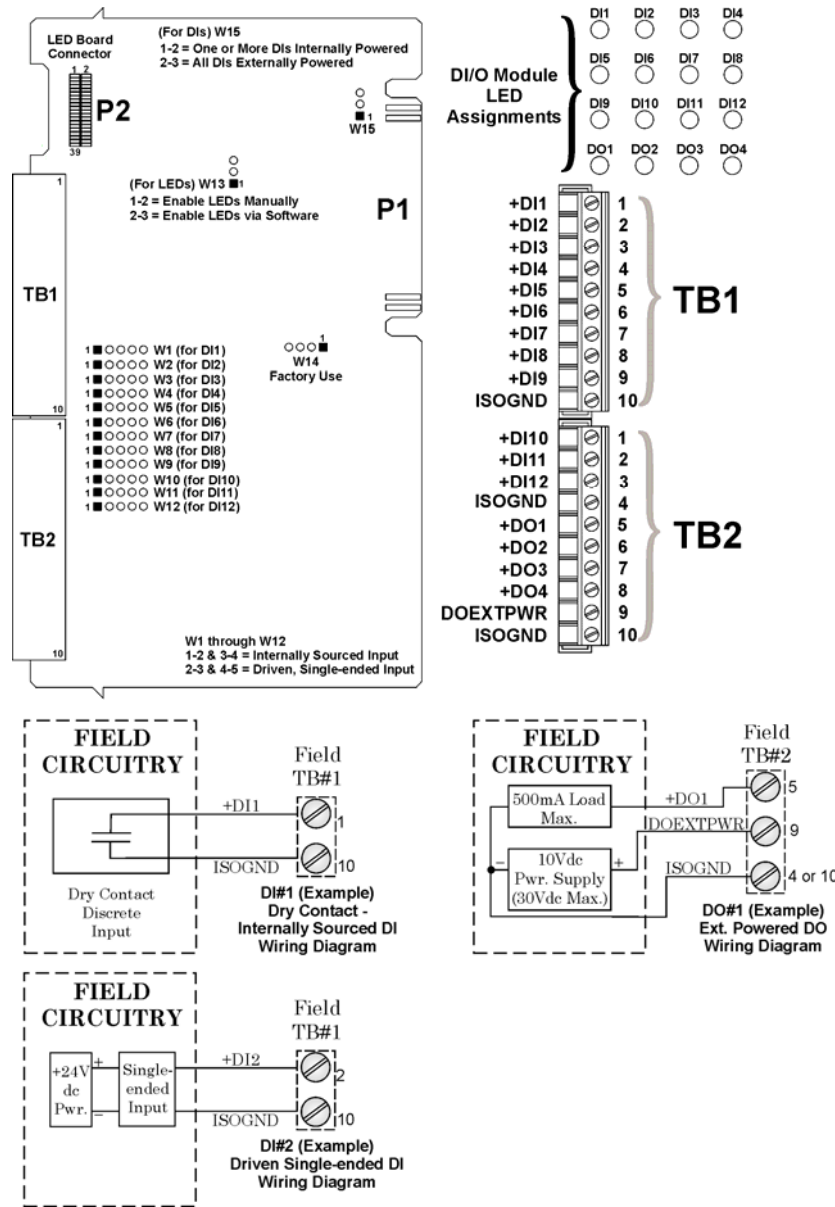 LED Board
Connector
1 2
P2
39
(For DIs) W15
1-2 = One or More DIs Internally Powered
2-3 = All DIs Externally Powered
1
W15
(For LEDs) W13 1
1-2 = Enable LEDs Manually
2-3 = Enable LEDs via Software
P1
1
TB1
10
1
TB2
10
1 W1 (for DI1)
1 W2 (for DI2)
1 W3 (for DI3)
1 W4 (for DI4)
1 W5 (for DI5)
1 W6 (for DI6)
1 W7 (for DI7)
1 W8 (for DI8)
1 W9 (for DI9)
1 W10 (for DI10)
1 W11 (for DI11)
1 W12 (for DI12)
1
W14
Factory Use
W1 through W12
1-2 & 3-4 = Internally Sourced Input
2-3 & 4-5 = Driven, Single-ended Input
DI/O Module
LED
Assignments
DI1 DI2 DI3 DI4
DI5 DI6 DI7 DI8
DI9 DI10 DI11 DI12
DO1 DO2 DO3 DO4
+DI1 1
+DI2 2
+DI3 3
+DI4 4
+DI5 5
+DI6 6
+DI7 7
+DI8 8
+DI9 9
ISOGND 10
TB1
+DI10 1
+DI11 2
+DI12 3
ISOGND 4
+DO1 5
+DO2 6
+DO3 7
+DO4 8
DOEXTPWR 9
ISOGND 10
TB2
FIELD
CIRCUITRY
Dry Contact
Discrete
Input
+DI1
ISOGND
Field
TB#1
1
10
DI#1 (Example)
Dry Contact -
Internally Sourced DI
Wiring Diagram
FIELD
CIRCUITRY
500mA Load
Max.
10Vdc
Pwr. Supply
(30Vdc Max.)
- +
+DO1
DOEXTPWR
ISOGND
Field
TB#2
5
9
4 or 10
DO#1 (Example)
Ext. Powered DO
Wiring Diagram
FIELD
CIRCUITRY
+24V
dc
Pwr.
+
−
Single-
ended
Input
+DI2
ISOGND
Field
TB#1
2
10
DI#2 (Example)
Driven Single-ended DI
Wiring Diagram